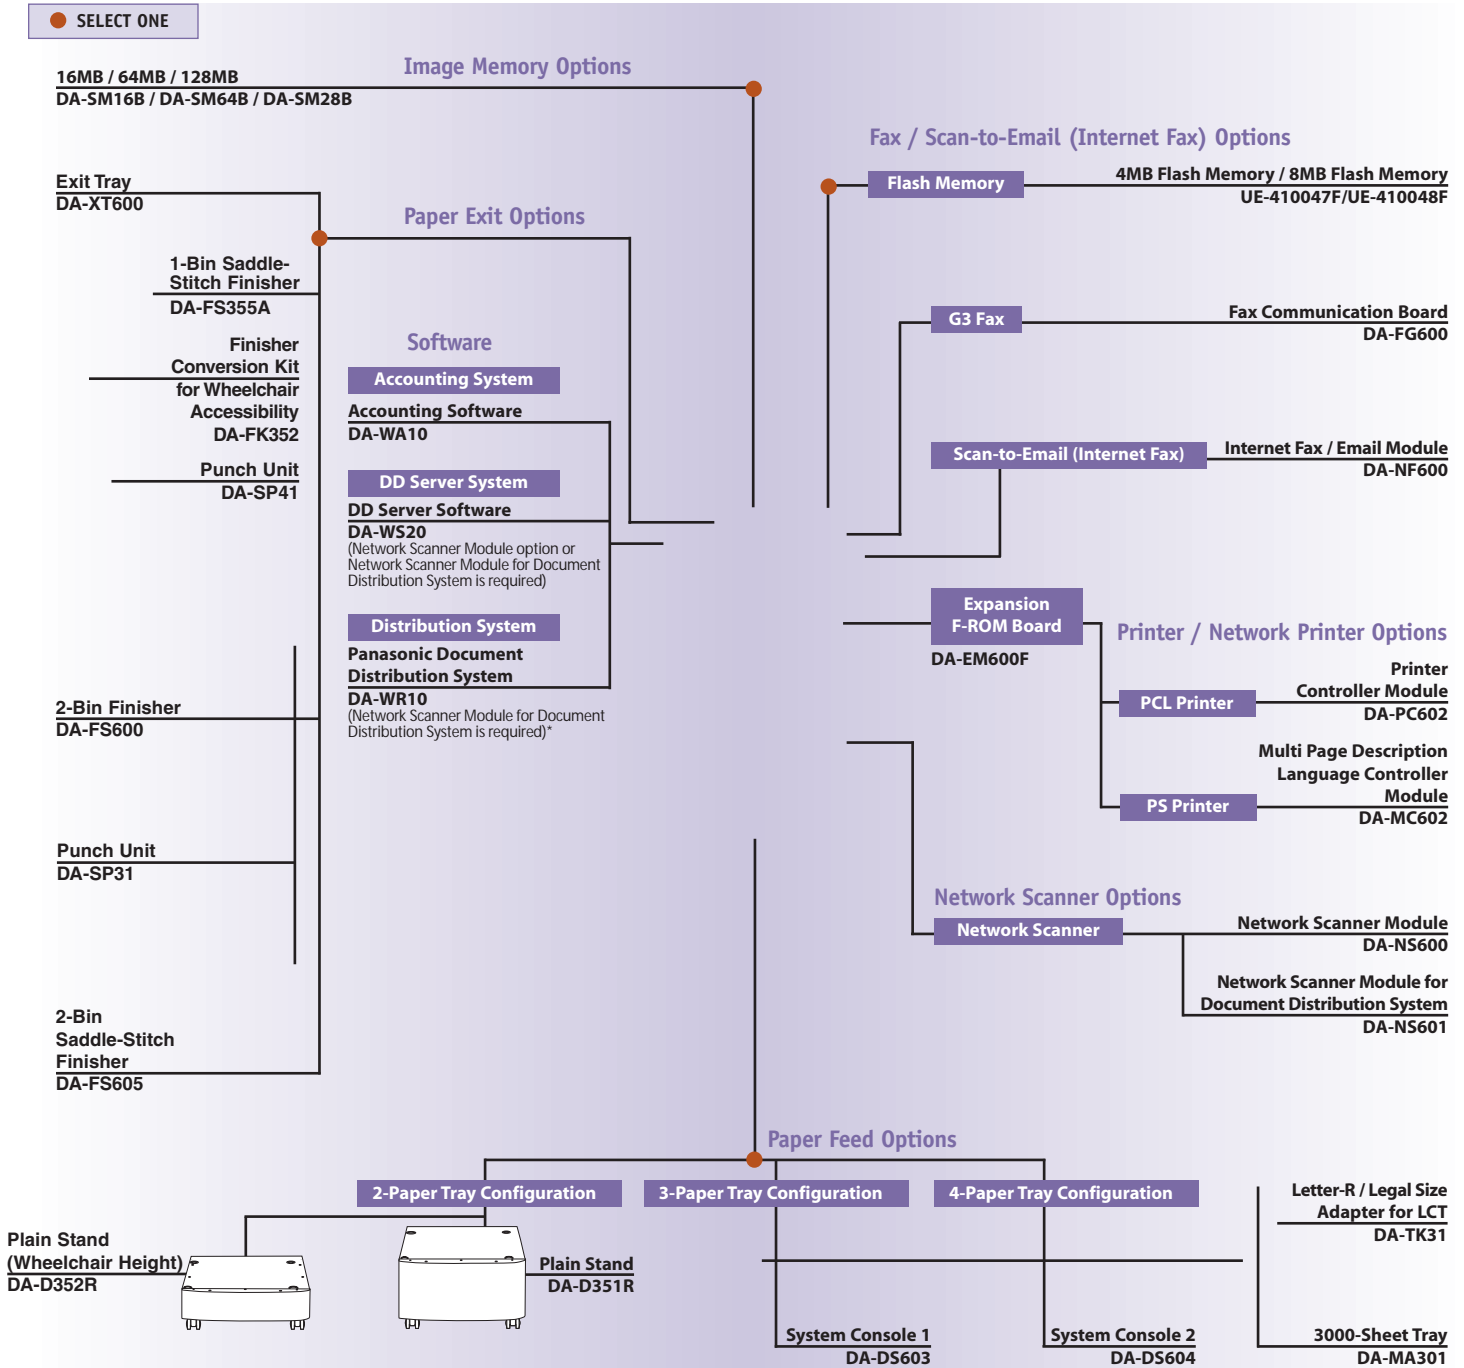 SELECT ONE
Image Memory Options
16MB / 64MB / 128MB
DA-SM16B / DA-SM64B / DA-SM28B
Fax / Scan-to-Email (Internet Fax) Options
Flash Memory
4MB Flash Memory / 8MB Flash Memory
UE-410047F/UE-410048F
Exit Tray
DA-XT600
Paper Exit Options
1-Bin Saddle-
Stitch Finisher
DA-FS355A
Finisher
Conversion Kit
for Wheelchair
Accessibility
DA-FK352
Punch Unit
DA-SP41
2-Bin Finisher
DA-FS600
Punch Unit
DA-SP31
2-Bin
Saddle-Stitch
Finisher
DA-FS605
Software
Accounting System
Accounting Software
DA-WA10
DD Server System
DD Server Software
DA-WS20
(Network Scanner Module option or
Network Scanner Module for Document
Distribution System is required)
Distribution System
Panasonic Document
Distribution System
DA-WR10
(Network Scanner Module for Document
Distribution System is required)*
G3 Fax
Fax Communication Board
DA-FG600
Scan-to-Email (Internet Fax)
Internet Fax / Email Module
DA-NF600
Expansion
F-ROM Board
DA-EM600F
Printer / Network Printer Options
PCL Printer
Printer
Controller Module
DA-PC602
PS Printer
Multi Page Description
Language Controller
Module
DA-MC602
Network Scanner Options
Network Scanner
Network Scanner Module
DA-NS600
Network Scanner Module for
Document Distribution System
DA-NS601
Paper Feed Options
2-Paper Tray Configuration
3-Paper Tray Configuration
4-Paper Tray Configuration
Plain Stand
(Wheelchair Height)
DA-D352R
Plain Stand
DA-D351R
System Console 1
DA-DS603
System Console 2
DA-DS604
Letter-R / Legal Size
Adapter for LCT
DA-TK31
3000-Sheet Tray
DA-MA301